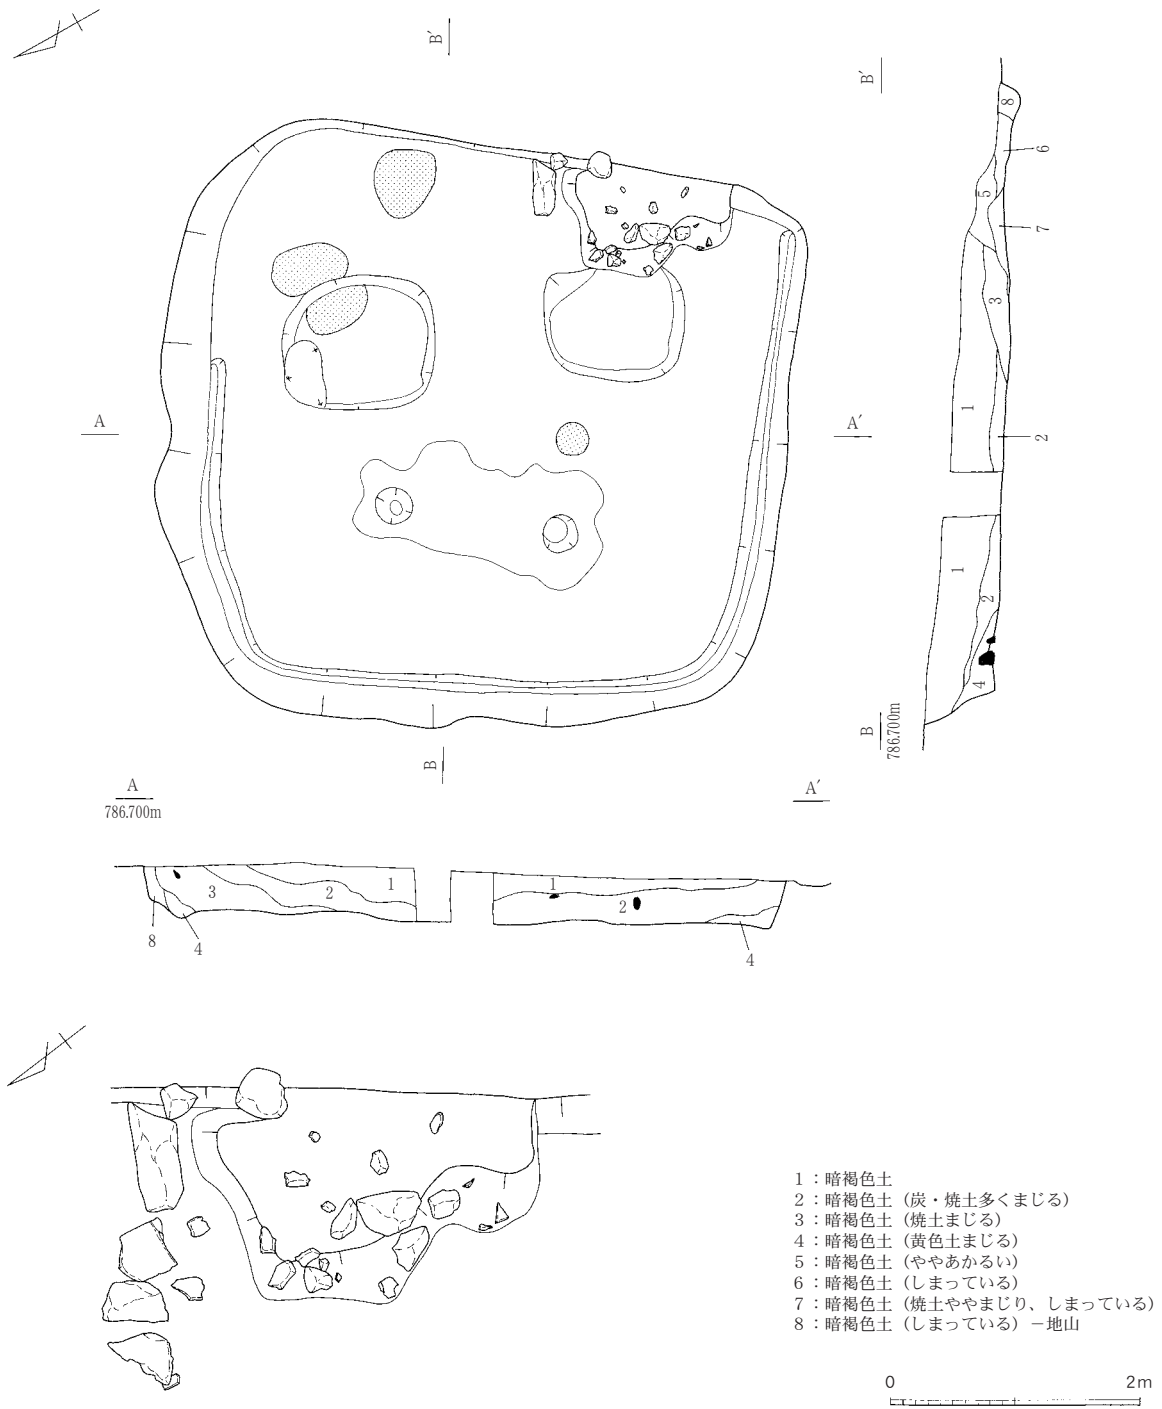 B′
B′
8
6
5
7
3
1
2
A
A′
1
2
4
B
786.700m
B
A
786.700m
A′
3
2
1
8
4
1
2
4
1：暗褐色土
2：暗褐色土（炭・焼土多くまじる）
3：暗褐色土（焼土まじる）
4：暗褐色土（黄色土まじる）
5：暗褐色土（ややあかるい）
6：暗褐色土（しまっている）
7：暗褐色土（焼土ややまじり、しまっている）
8：暗褐色土（しまっている）－地山
0 2m